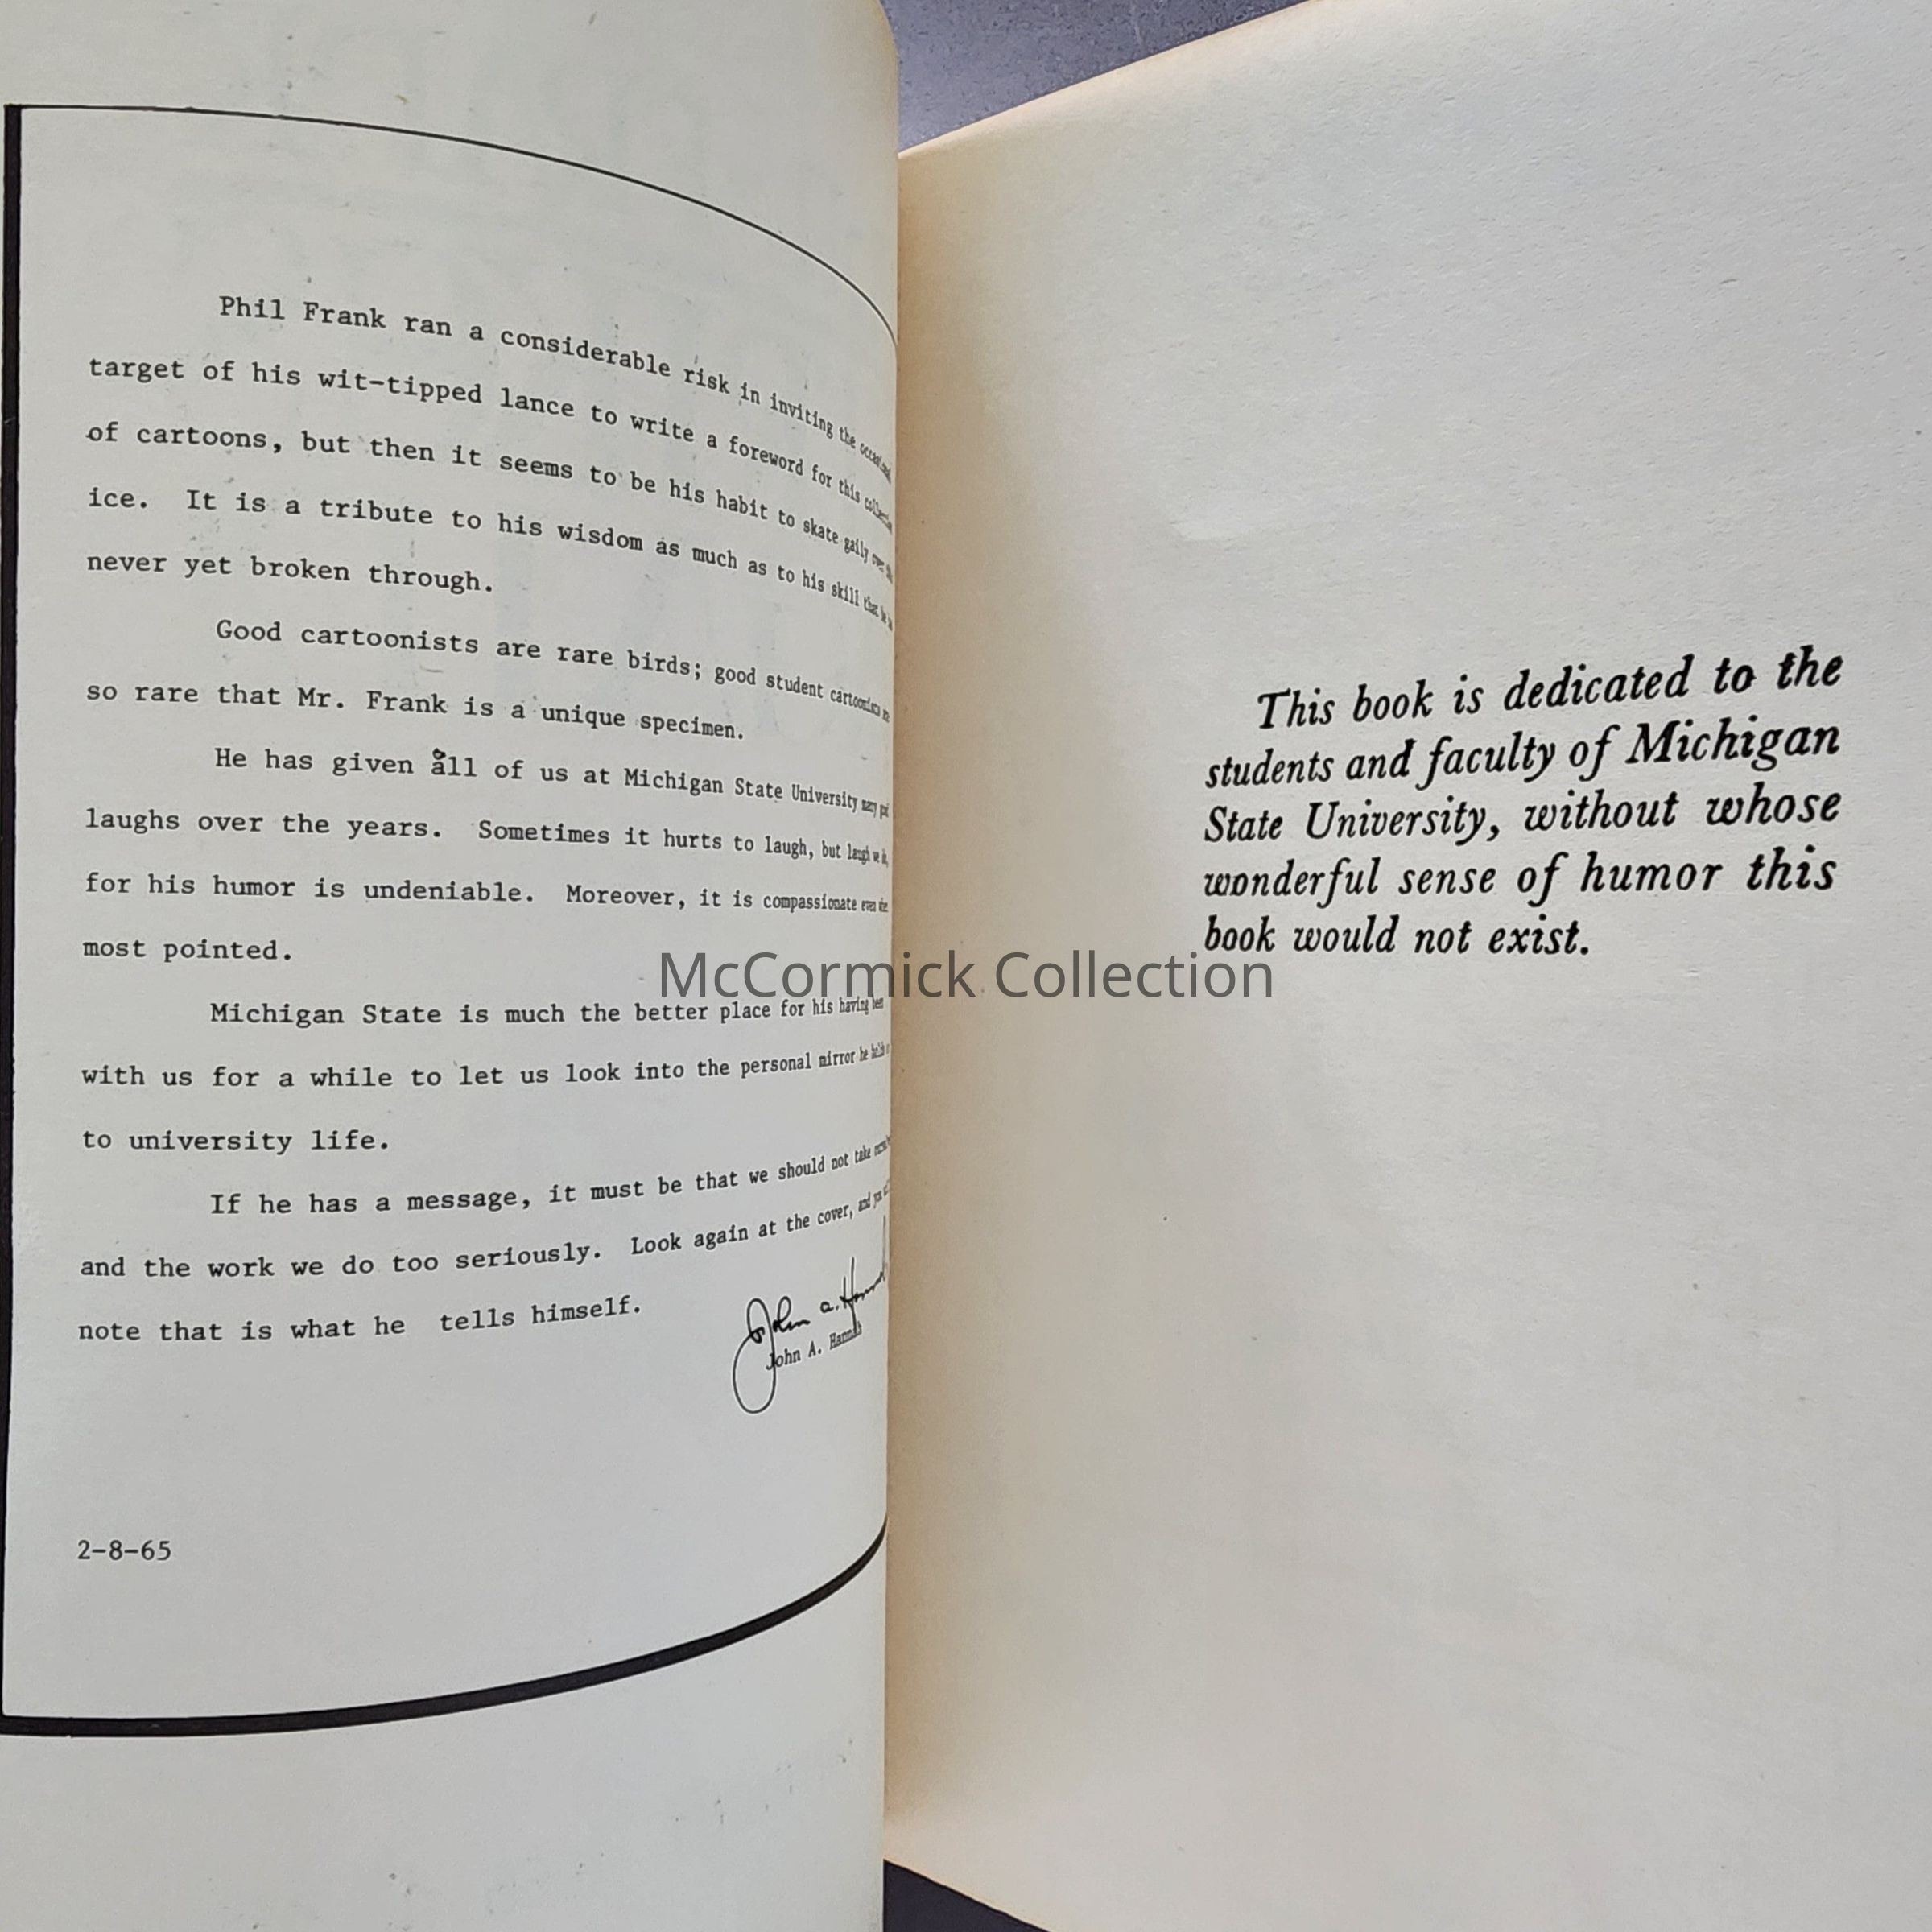 Phil Frank ran a considerable risk in inviting the occasional
target of his wit-tipped lance to write a foreword for this collection
of cartoons, but then it seems to be his habit to skate gaily over
ice.  It is a tribute to his wisdom as much as to his skill that he
never yet broken through.
Good cartoonists are rare birds; good student cartoonists are
so rare that Mr. Frank is a unique specimen.
He has given all of us at Michigan State University many good
laughs over the years.  Sometimes it hurts to laugh, but laugh we do,
for his humor is undeniable.  Moreover, it is compassionate even when
most pointed.
Michigan State is much the better place for his having been
with us for a while to let us look into the personal mirror he holds
to university life.
If he has a message, it must be that we should not take
and the work we do too seriously.  Look again at the cover, and you
note that is what he  tells himself.
John A. Hannah
John A. Hannah
2-8-65
This book is dedicated to the
students and faculty of Michigan
State University, without whose
wonderful sense of humor this
book would not exist.
McCormick Collection